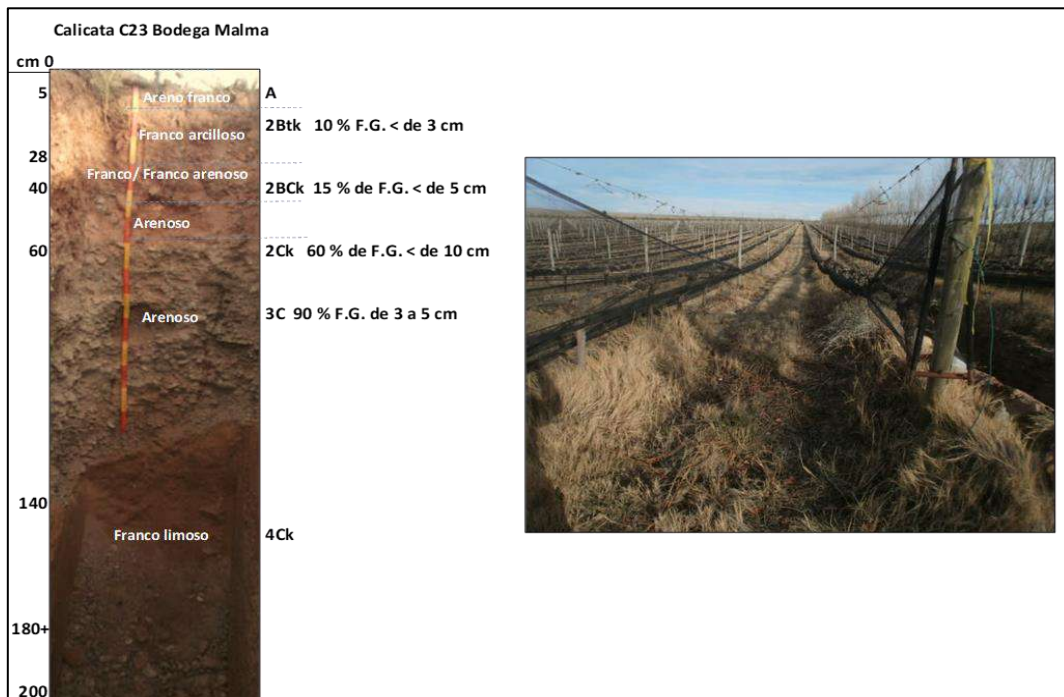 Calicata C23 Bodega Malma
cm 0
5
Areno franco
A
Franco arcilloso
2Btk 10 % F.G. < de 3 cm
28
Franco/ Franco arenoso
40
2BCk 15 % de F.G. < de 5 cm
Arenoso
60
2Ck 60 % de F.G. < de 10 cm
Arenoso
3C 90 % F.G. de 3 a 5 cm
140
Franco limoso
4Ck
180+
200